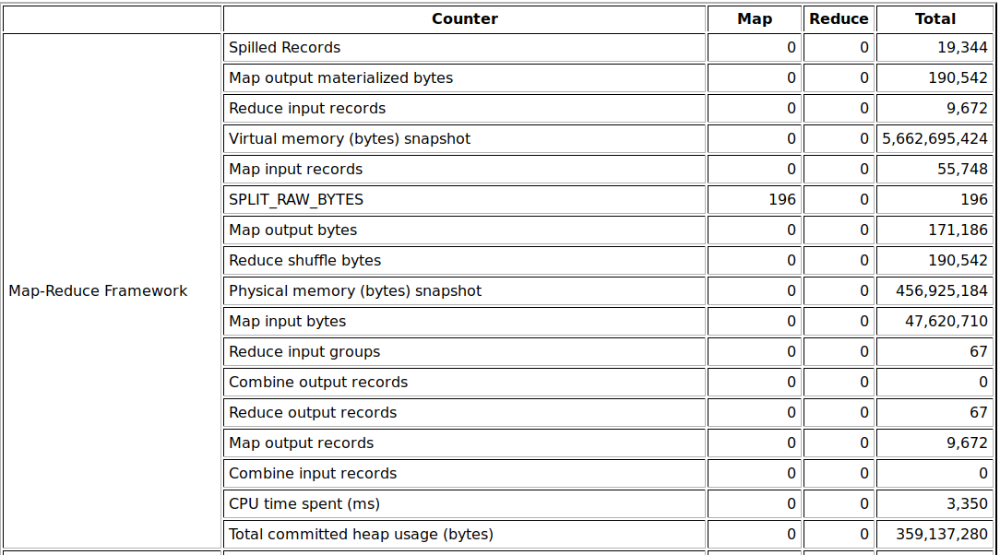 Counter Map Reduce Total
Spilled Records 0 0 19,344
Map output materialized bytes 0 0 190,542
Reduce input records 0 0 9,672
Virtual memory (bytes) snapshot 0 0 5,662,695,424
Map input records 0 0 55,748
SPLIT_RAW_BYTES 196 0 196
Map output bytes 0 0 171,186
Reduce shuffle bytes 0 0 190,542
Map-Reduce Framework Physical memory (bytes) snapshot 0 0 456,925,184
Map input bytes 0 0 47,620,710
Reduce input groups 0 0 67
Combine output records 0 0 0
Reduce output records 0 0 67
Map output records 0 0 9,672
Combine input records 0 0 0
CPU time spent (ms) 0 0 3,350
Total committed heap usage (bytes) 0 0 359,137,280